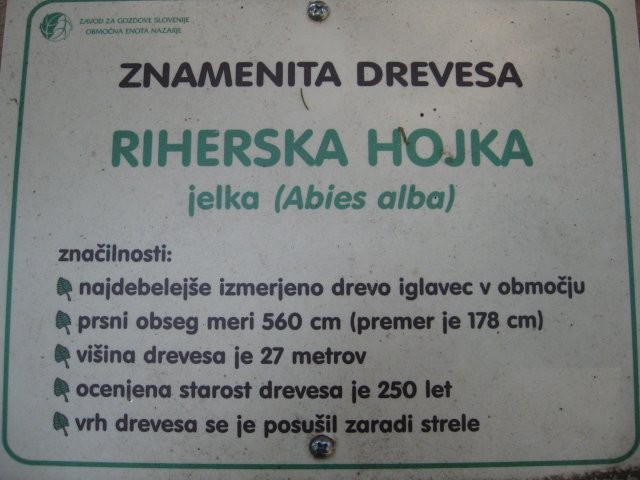 ZAVOD ZA GOZDOVE SLOVENIJE
OBMOČNA ENOTA NAZARJE
ZNAMENITA DREVESA
RIHERSKA HOJKA
jelka (Abies alba)
značilnosti:
najdebelejše izmerjeno drevo iglavec v območju
prsni obseg meri 560 cm (premer je 178 cm)
višina drevesa je 27 metrov
ocenjena starost drevesa je 250 let
vrh drevesa se je posušil zaradi strele